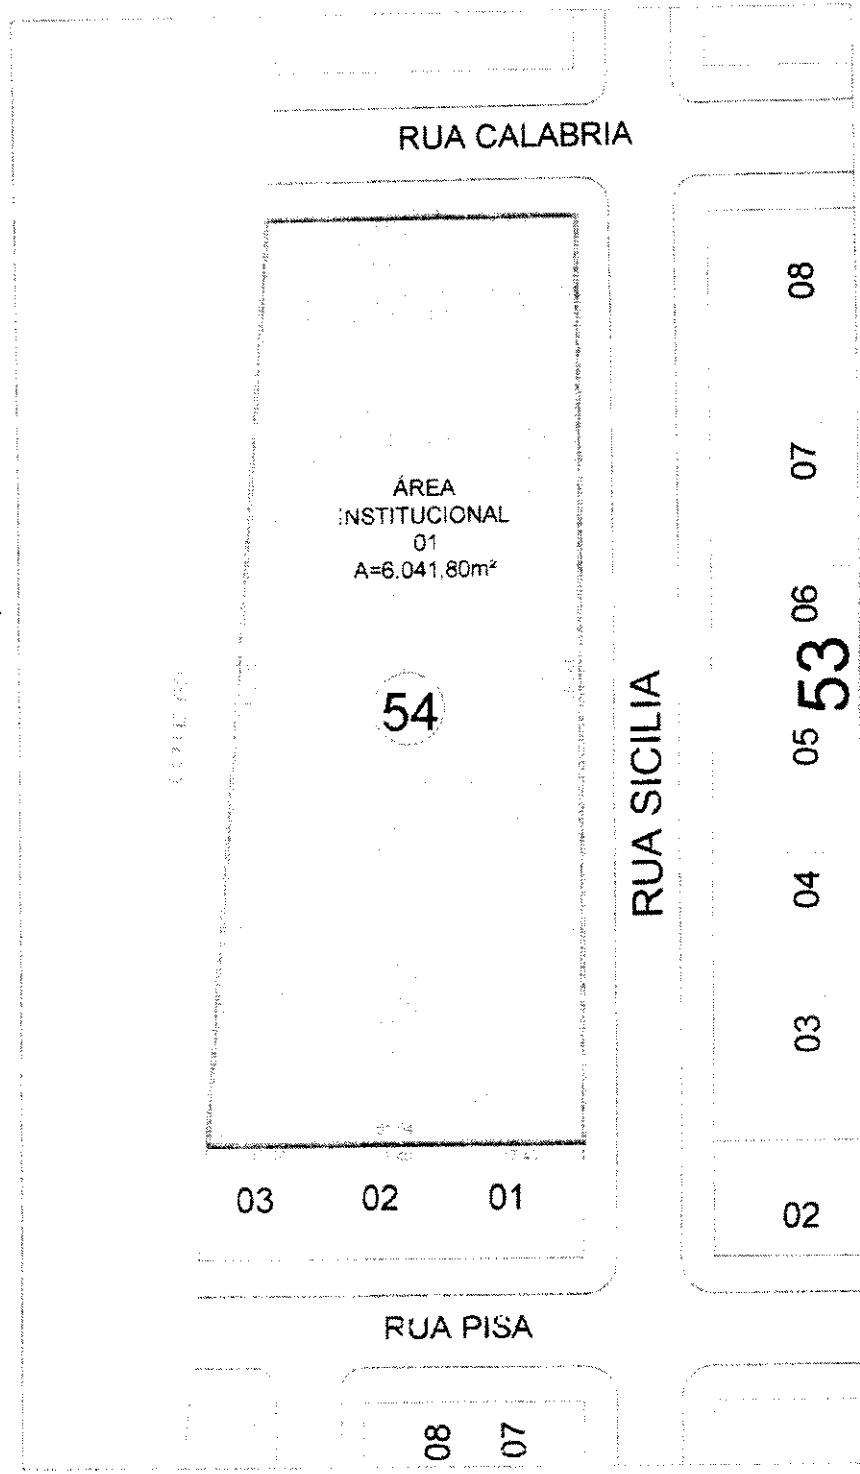 RUA CALABRIA
08
07
ÁREA
INSTITUCIONAL
01
A=6.041,80m²
06
53
54
05
RUA SICILIA
04
03
03
02
01
02
RUA PISA
08
07